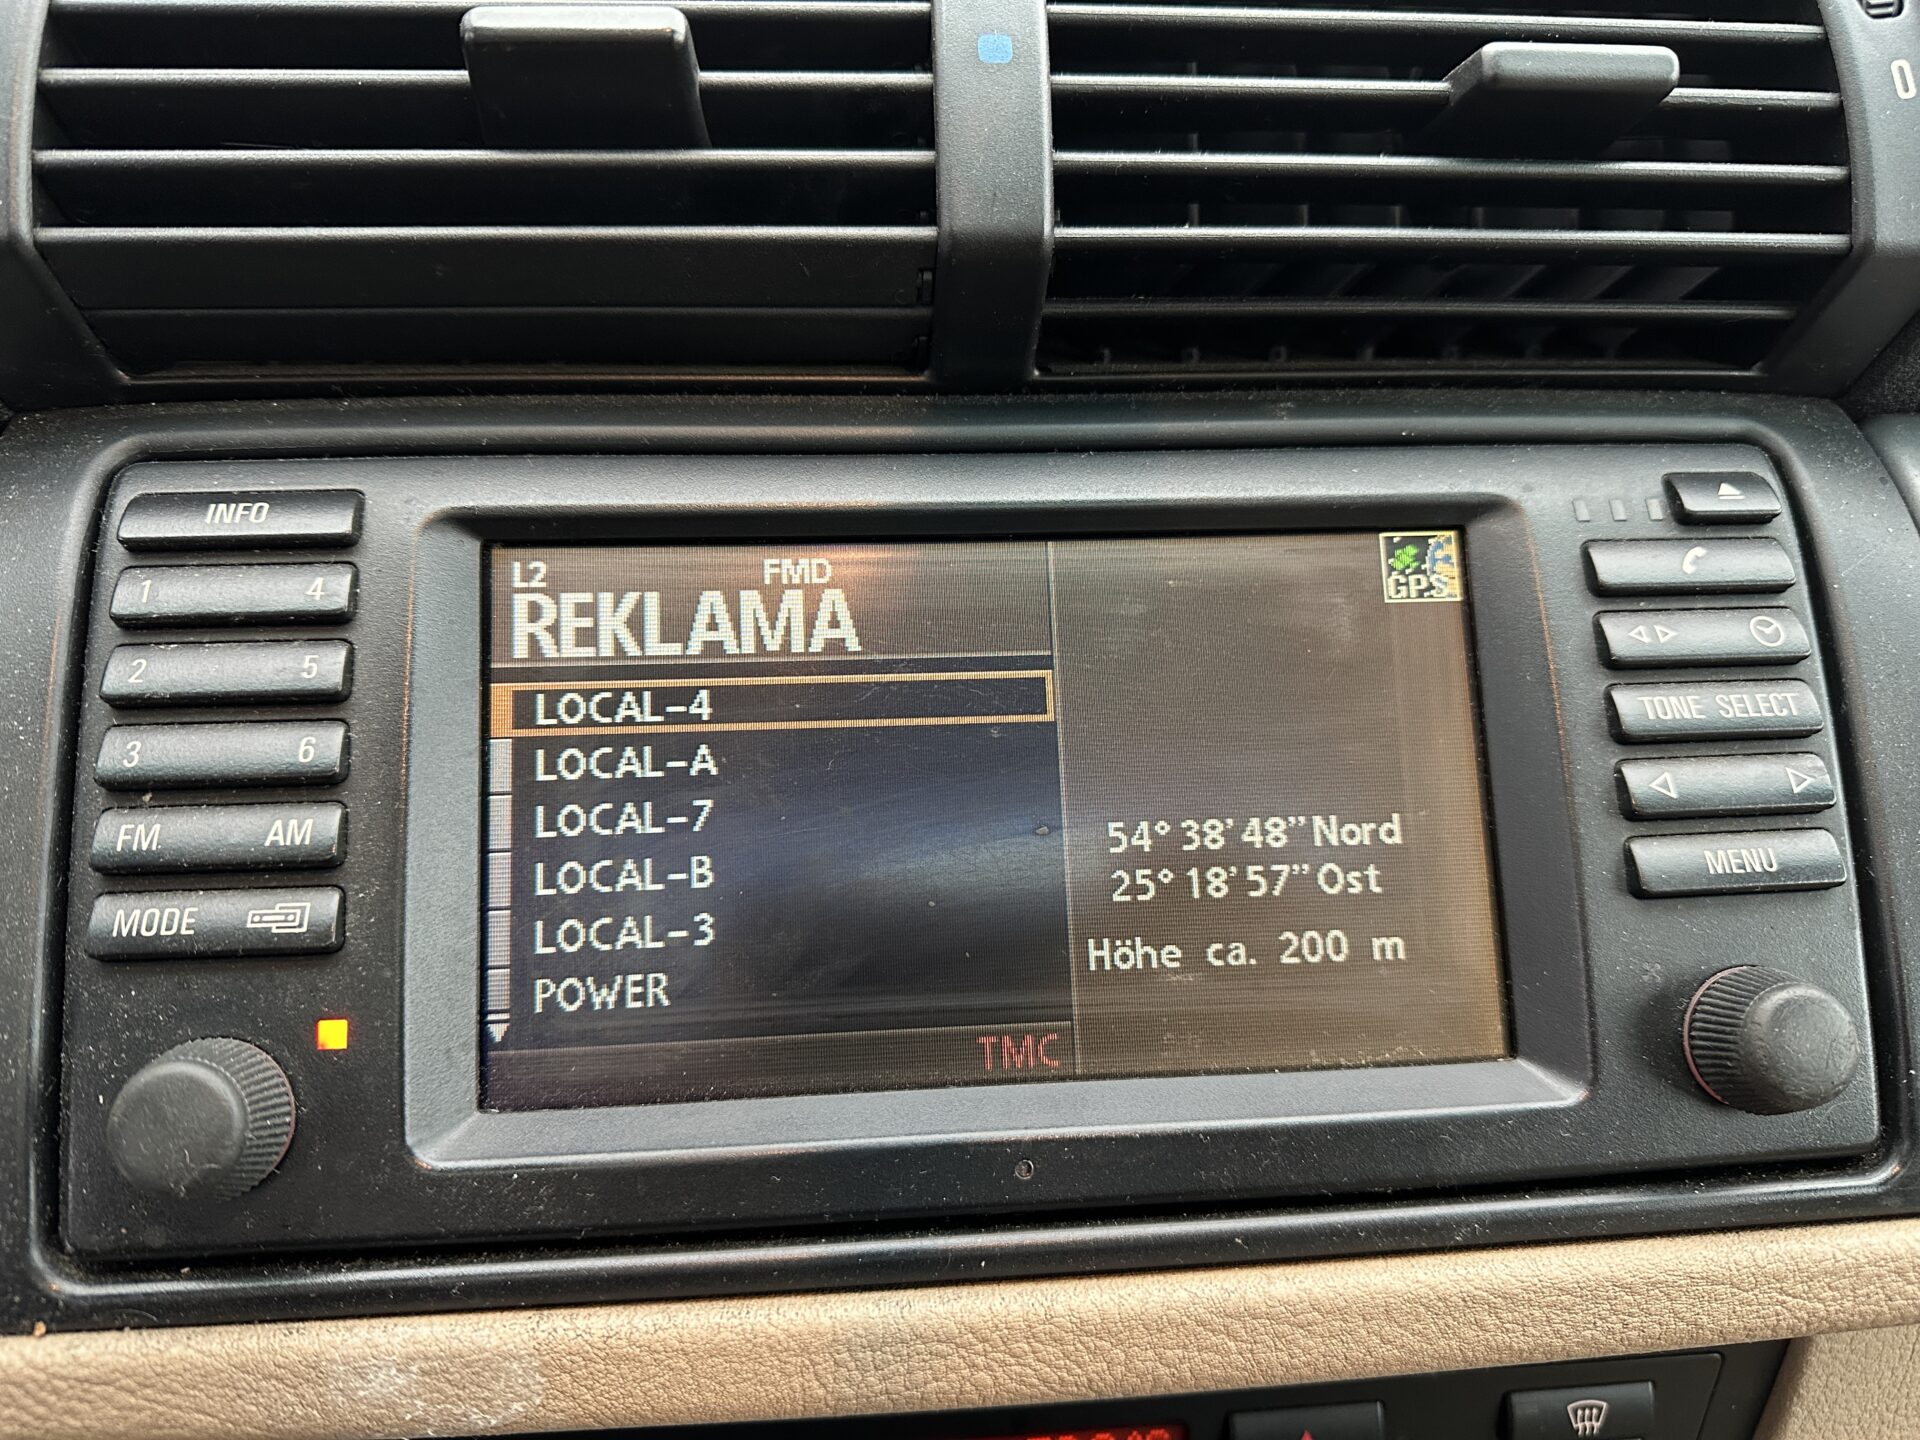 0
INFO
1 4
2 5
3 6
FM AM
MODE
L2 FMD
REKLAMA
LOCAL-4
LOCAL-A
LOCAL-7
LOCAL-B
LOCAL-3
POWER
TMC
GPS
54° 38' 48" Nord
25° 18' 57" Ost
Höhe ca. 200 m
TONE SELECT
MENU